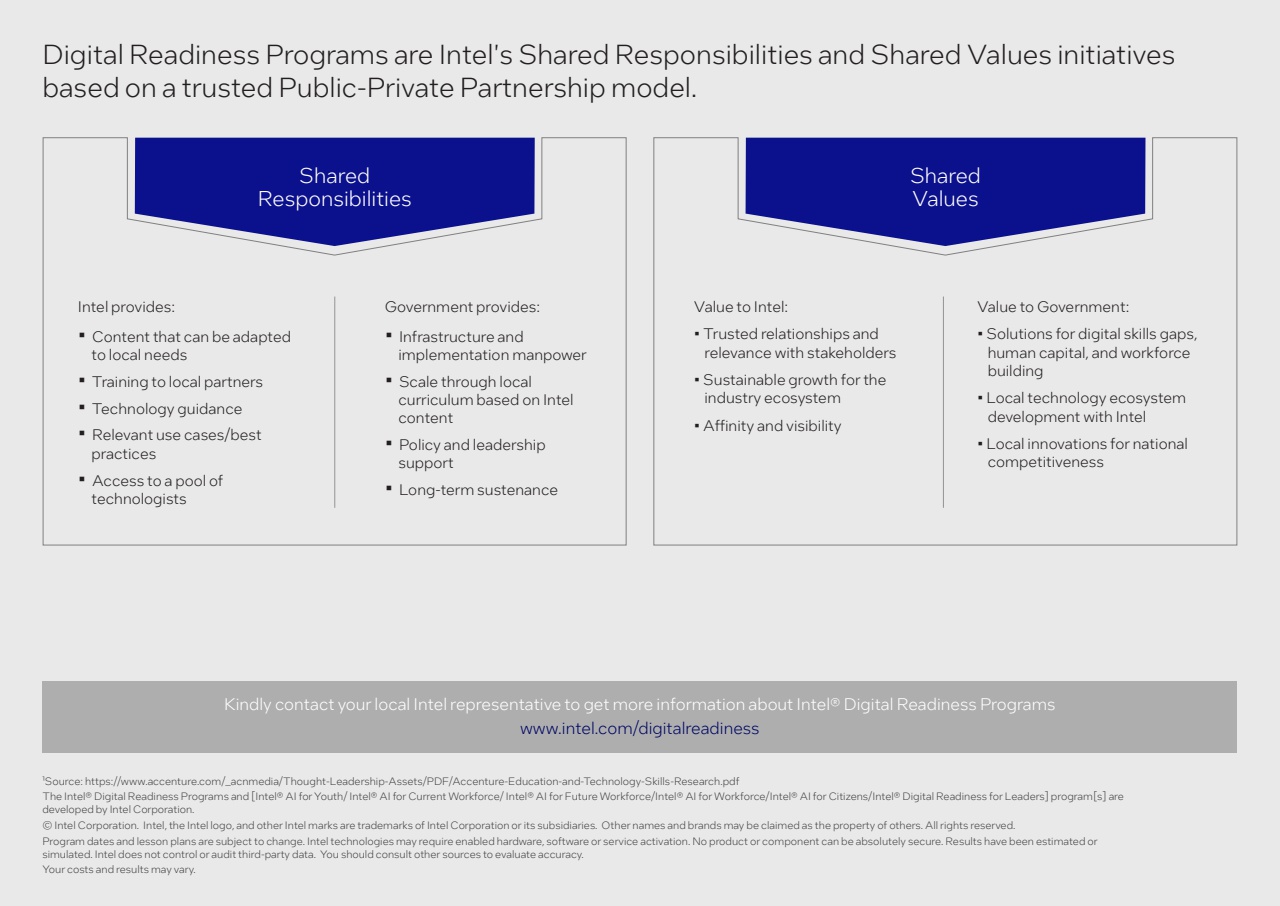 Digital Readiness Programs are Intel's Shared Responsibilities and Shared Values initiatives
based on a trusted Public-Private Partnership model.
Shared
Responsibilities
Intel provides:
▪ Content that can be adapted
to local needs
▪ Training to local partners
▪ Technology guidance
▪ Relevant use cases/best
practices
▪ Access to a pool of
technologists
Government provides:
▪ Infrastructure and
implementation manpower
▪ Scale through local
curriculum based on Intel
content
▪ Policy and leadership
support
▪ Long-term sustenance
Shared
Values
Value to Intel:
▪ Trusted relationships and
relevance with stakeholders
▪ Sustainable growth for the
industry ecosystem
▪ Affinity and visibility
Value to Government:
▪ Solutions for digital skills gaps,
human capital, and workforce
building
▪ Local technology ecosystem
development with Intel
▪ Local innovations for national
competitiveness
Kindly contact your local Intel representative to get more information about Intel® Digital Readiness Programs
www.intel.com/digitalreadiness
¹Source: https://www.accenture.com/_acnmedia/Thought-Leadership-Assets/PDF/Accenture-Education-and-Technology-Skills-Research.pdf
The Intel® Digital Readiness Programs and [Intel® AI for Youth/ Intel® AI for Current Workforce/ Intel® AI for Future Workforce/Intel® AI for Workforce/Intel® AI for Citizens/Intel® Digital Readiness for Leaders] program[s] are
developed by Intel Corporation.
© Intel Corporation. Intel, the Intel logo, and other Intel marks are trademarks of Intel Corporation or its subsidiaries. Other names and brands may be claimed as the property of others. All rights reserved.
Program dates and lesson plans are subject to change. Intel technologies may require enabled hardware, software or service activation. No product or component can be absolutely secure. Results have been estimated or
simulated. Intel does not control or audit third-party data. You should consult other sources to evaluate accuracy.
Your costs and results may vary.